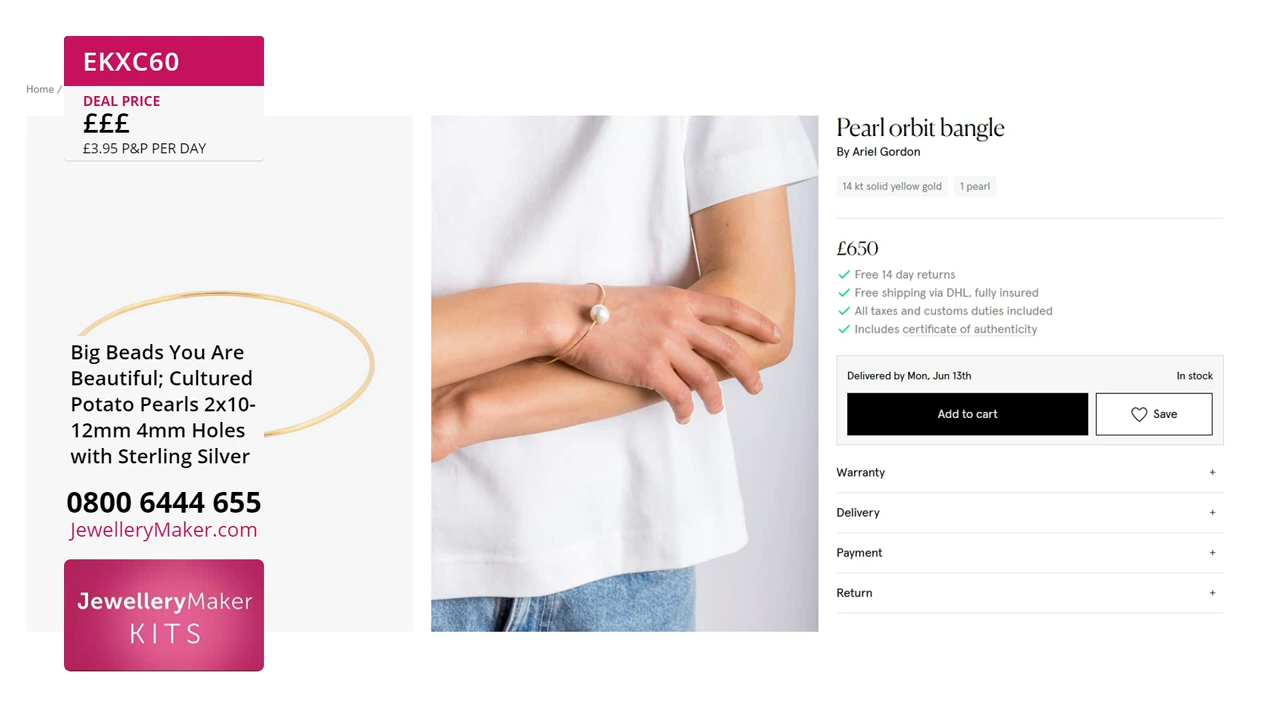 EKXC60
Home /
DEAL PRICE
£££
£3.95 P&P PER DAY
Big Beads You Are
Beautiful; Cultured
Potato Pearls 2x10-
12mm 4mm Holes
with Sterling Silver
0800 6444 655
JewelleryMaker.com
JewelleryMaker
KITS
Pearl orbit bangle
By Ariel Gordon
14 kt solid yellow gold 1 pearl
£650
Free 14 day returns
Free shipping via DHL, fully insured
All taxes and customs duties included
Includes certificate of authenticity
Delivered by Mon, Jun 13th In stock
Add to cart Save
Warranty +
Delivery +
Payment +
Return +